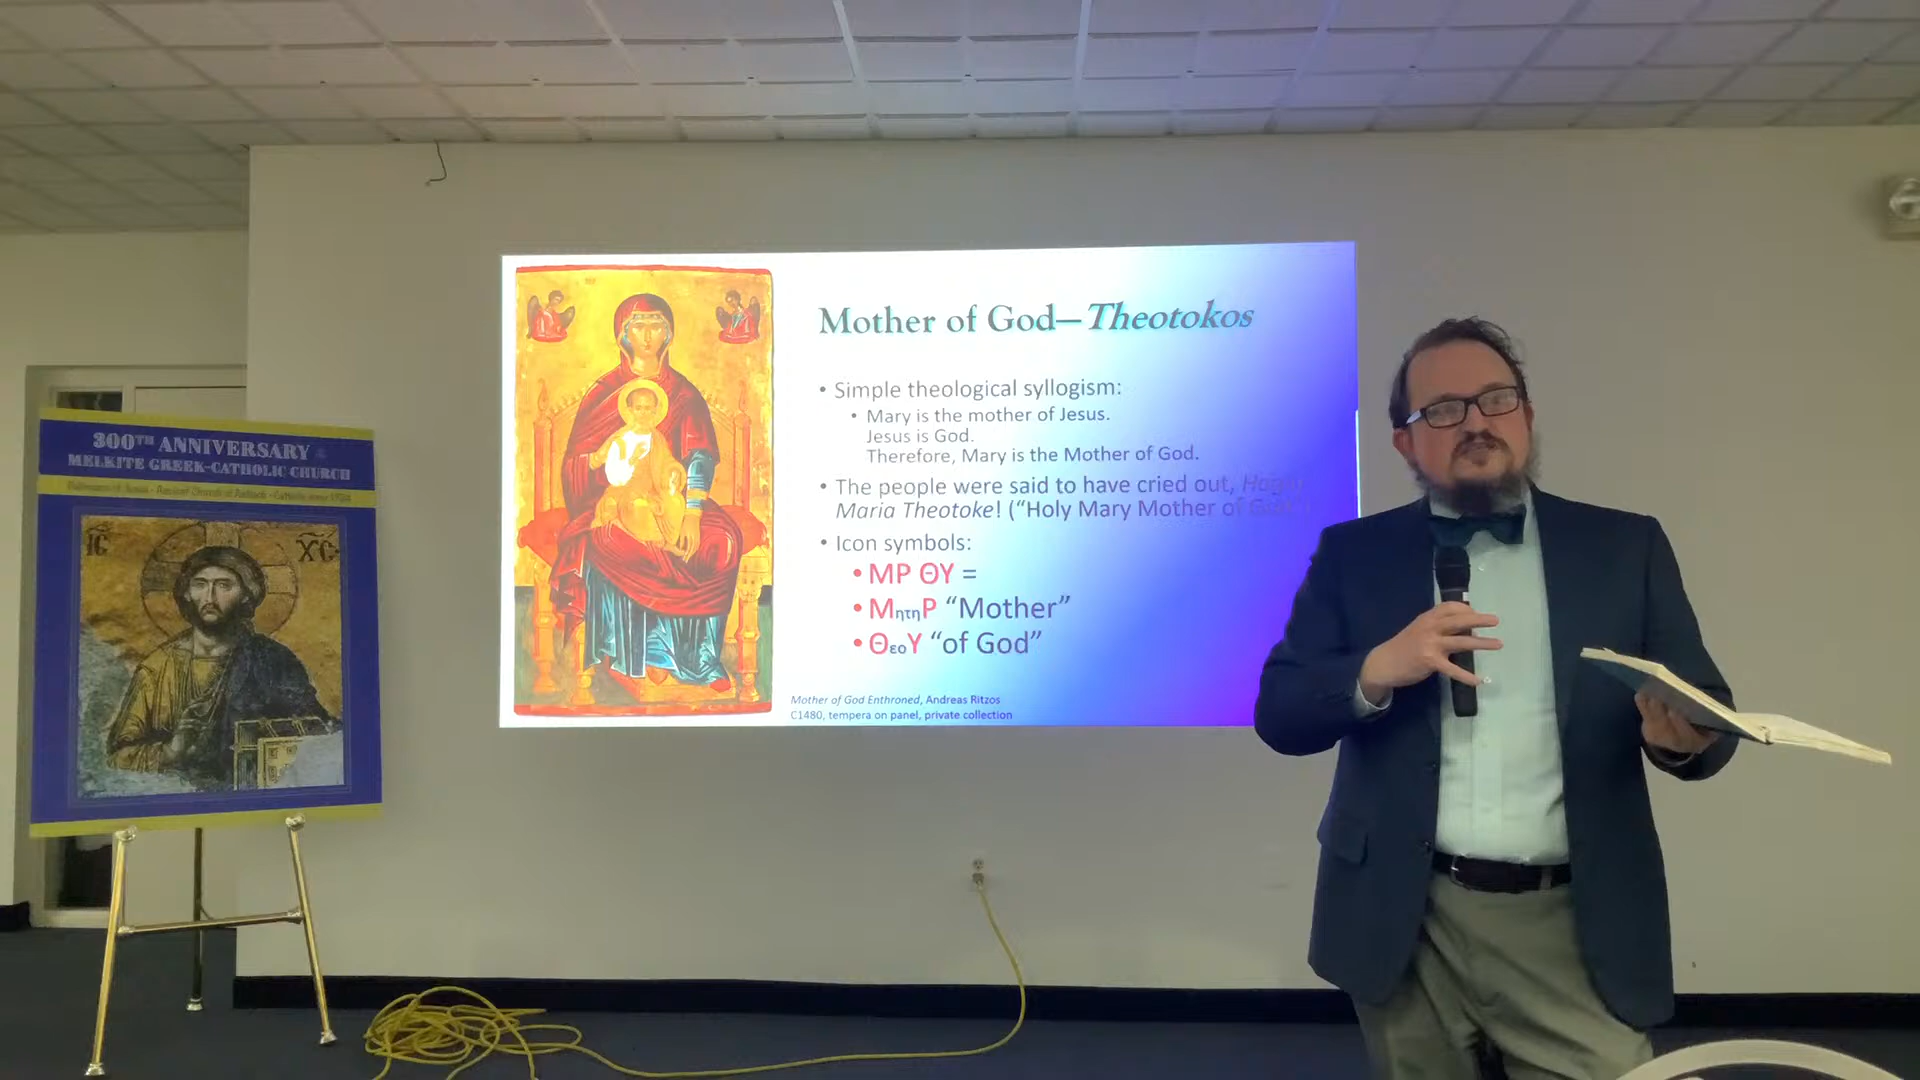 300TH ANNIVERSARY
MELKITE GREEK-CATHOLIC CHURCH
IC
XC
Mother of God—Theotokos
• Simple theological syllogism:
• Mary is the mother of Jesus.
Jesus is God.
Therefore, Mary is the Mother of God.
• The people were said to have cried out,
Maria Theotoke! (“Holy Mary Mother of
• Icon symbols:
• ΜΡ ΘΥ =
• ΜητηΡ “Mother”
• ΘεοΥ “of God”
Mother of God Enthroned, Andreas Ritzos
C1480, tempera on panel, private collection